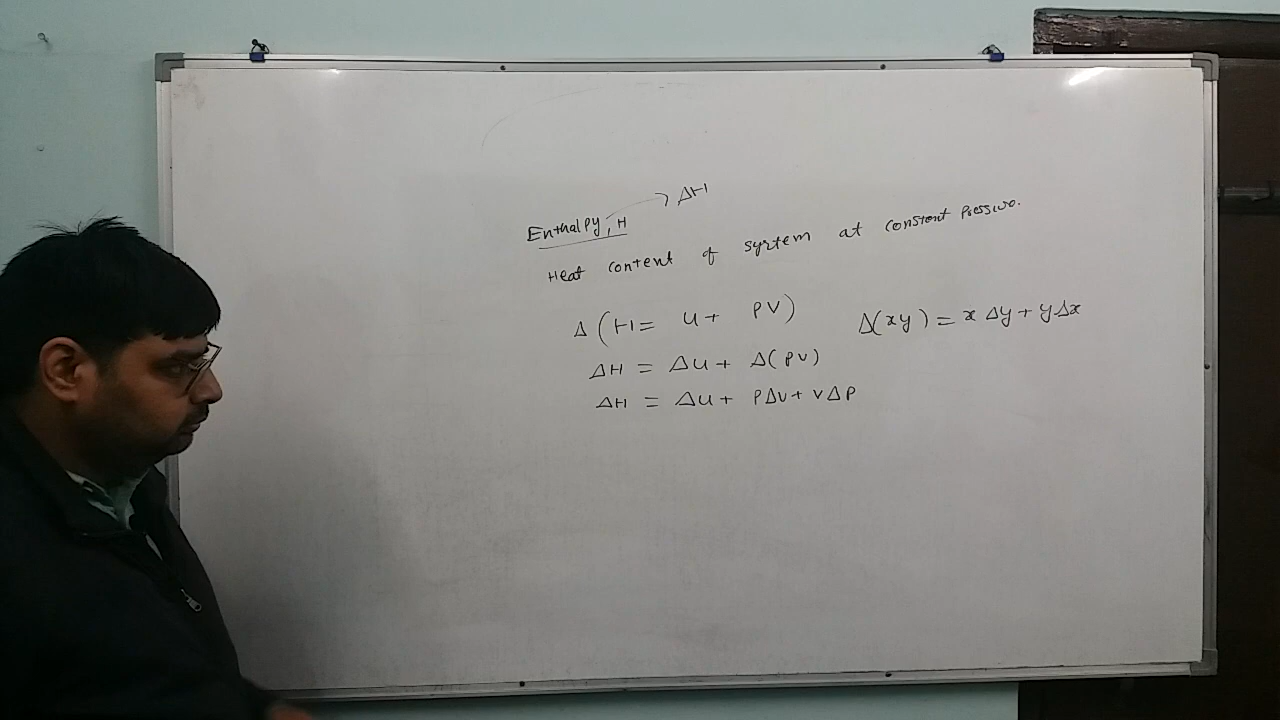 Enthalpy, H → ΔH
Heat content of system at constant Pressure.
Δ(H = U + PV) Δ(xy) = x Δy + yΔx
ΔH = ΔU + Δ(PV)
ΔH = ΔU + PΔV + VΔP